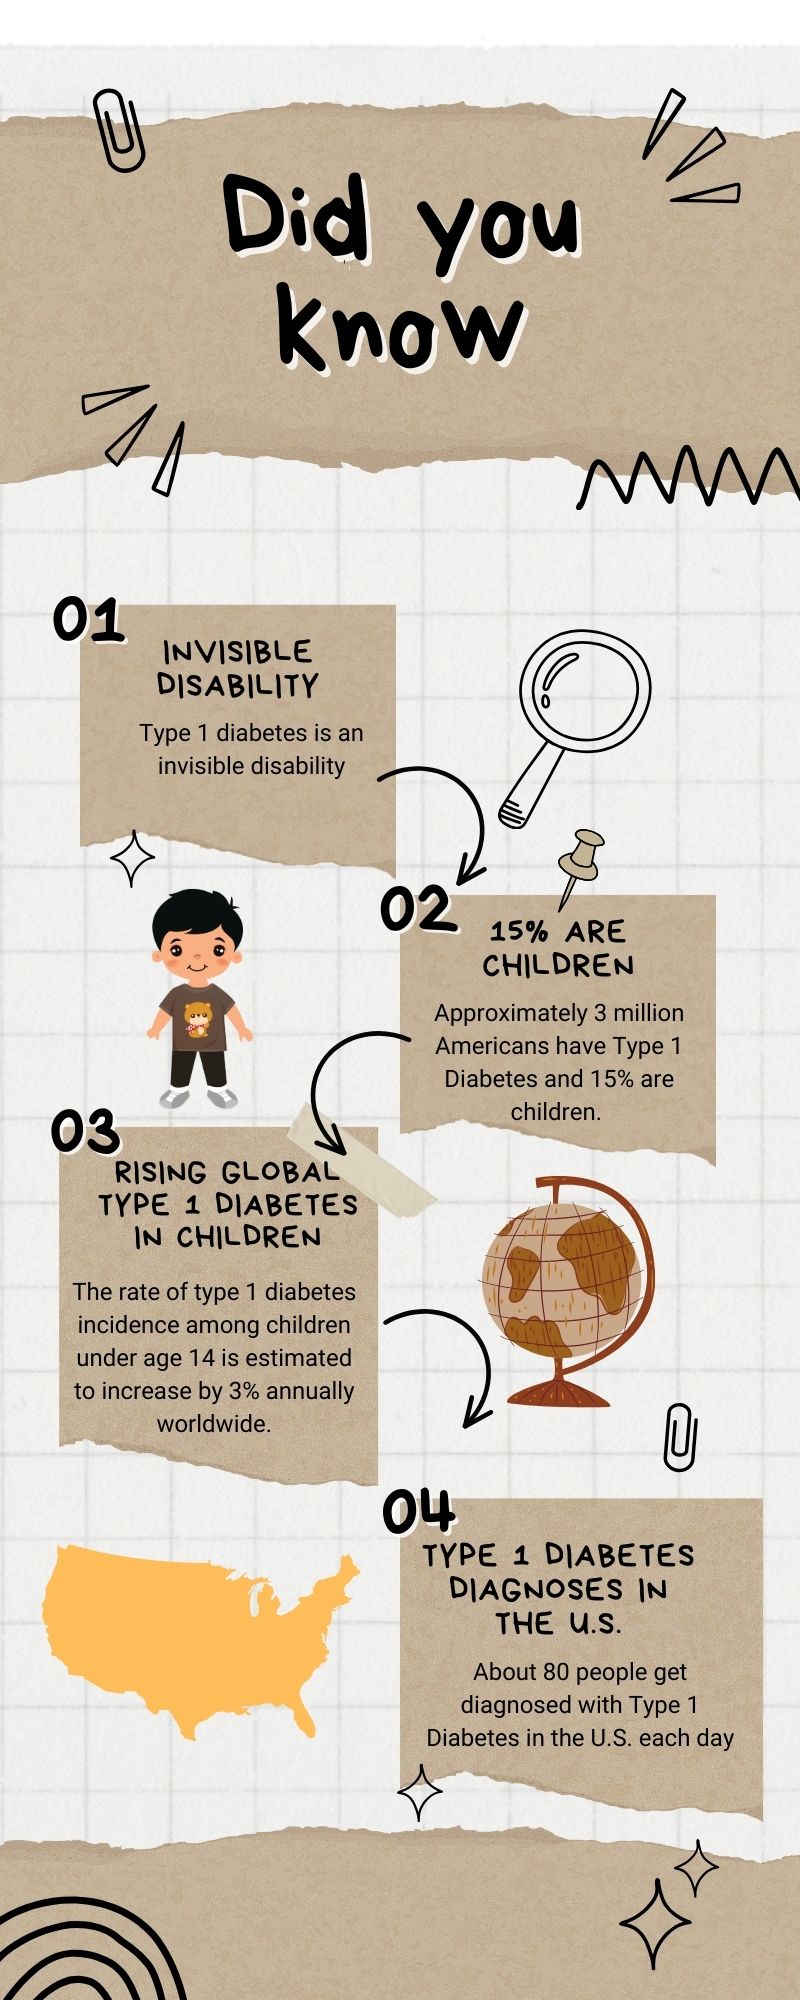 Did you
know
01
INVISIBLE
DISABILITY
Type 1 diabetes is an
invisible disability
02
15% ARE
CHILDREN
Approximately 3 million
Americans have Type 1
Diabetes and 15% are
children.
03
RISING GLOBAL
TYPE 1 DIABETES
IN CHILDREN
The rate of type 1 diabetes
incidence among children
under age 14 is estimated
to increase by 3% annually
worldwide.
04
TYPE 1 DIABETES
DIAGNOSES IN
THE U.S.
About 80 people get
diagnosed with Type 1
Diabetes in the U.S. each day